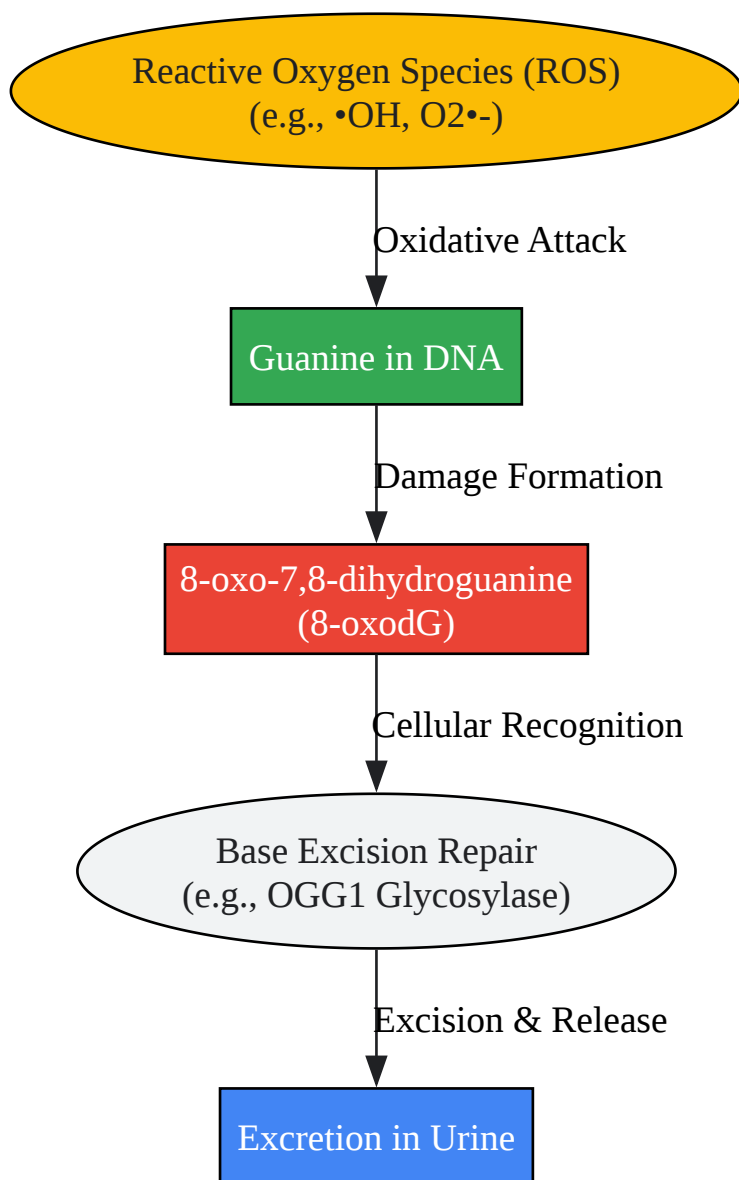 Reactive Oxygen Species (ROS)
(e.g., •OH, O2•-)
Oxidative Attack
Guanine in DNA
Damage Formation
8-oxo-7,8-dihydroguanine
(8-oxodG)
Cellular Recognition
Base Excision Repair
(e.g., OGG1 Glycosylase)
Excision & Release
Excretion in Urine